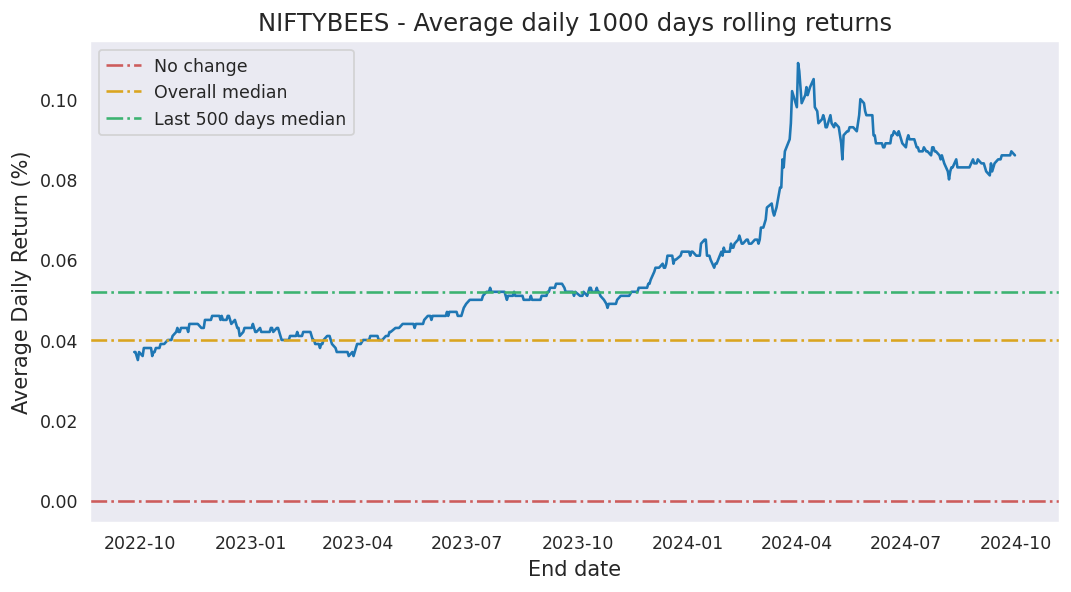 NIFTYBEES - Average daily 1000 days rolling returns
No change
Overall median
Last 500 days median
Average Daily Return (%)
0.10
0.08
0.06
0.04
0.02
0.00
2022-10 2023-01 2023-04 2023-07 2023-10 2024-01 2024-04 2024-07 2024-10
End date